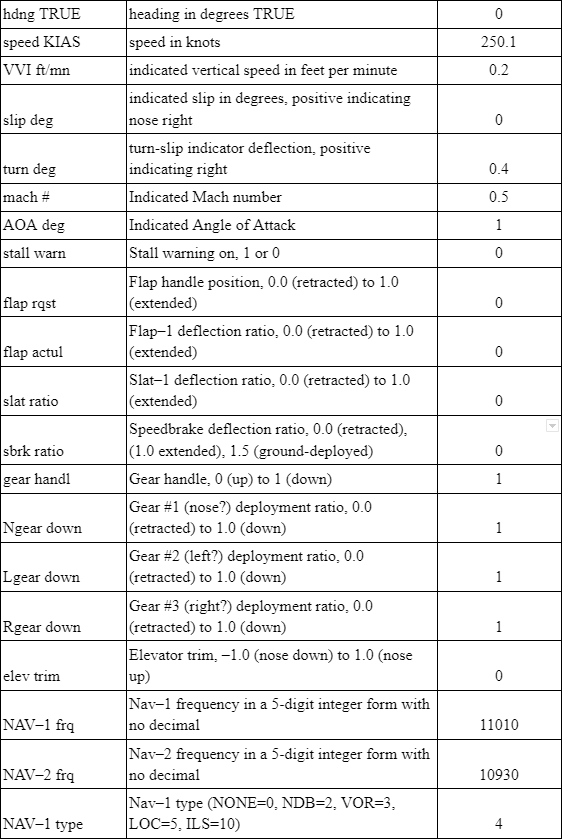 hdng TRUE heading in degrees TRUE 0
speed KIAS speed in knots 250.1
VVI ft/mn indicated vertical speed in feet per minute 0.2
indicated slip in degrees, positive indicating
slip deg nose right 0
turn-slip indicator deflection, positive
turn deg indicating right 0.4
mach # Indicated Mach number 0.5
AOA deg Indicated Angle of Attack 1
stall warn Stall warning on, 1 or 0 0
Flap handle position, 0.0 (retracted) to 1.0
flap rqst (extended) 0
Flap–1 deflection ratio, 0.0 (retracted) to 1.0
flap actul (extended) 0
Slat–1 deflection ratio, 0.0 (retracted) to 1.0
slat ratio (extended) 0
Speedbrake deflection ratio, 0.0 (retracted),
sbrk ratio (1.0 extended), 1.5 (ground-deployed) 0
gear handl Gear handle, 0 (up) to 1 (down) 1
Gear #1 (nose?) deployment ratio, 0.0
Ngear down (retracted) to 1.0 (down) 1
Gear #2 (left?) deployment ratio, 0.0
Lgear down (retracted) to 1.0 (down) 1
Gear #3 (right?) deployment ratio, 0.0
Rgear down (retracted) to 1.0 (down) 1
Elevator trim, –1.0 (nose down) to 1.0 (nose
elev trim up) 0
Nav–1 frequency in a 5-digit integer form with
NAV–1 frq no decimal 11010
Nav–2 frequency in a 5-digit integer form with
NAV–2 frq no decimal 10930
Nav–1 type (NONE=0, NDB=2, VOR=3,
NAV–1 type LOC=5, ILS=10) 4